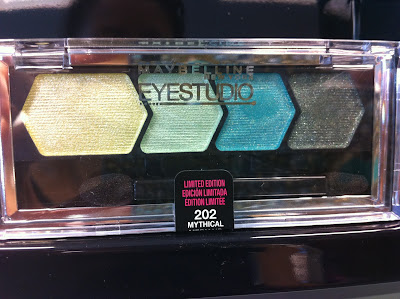 MAYBELLINE
EYESTUDIO
LIMITED EDITION
EDICIÓN LIMITADA
ÉDITION LIMITÉE
202
MYTHICAL